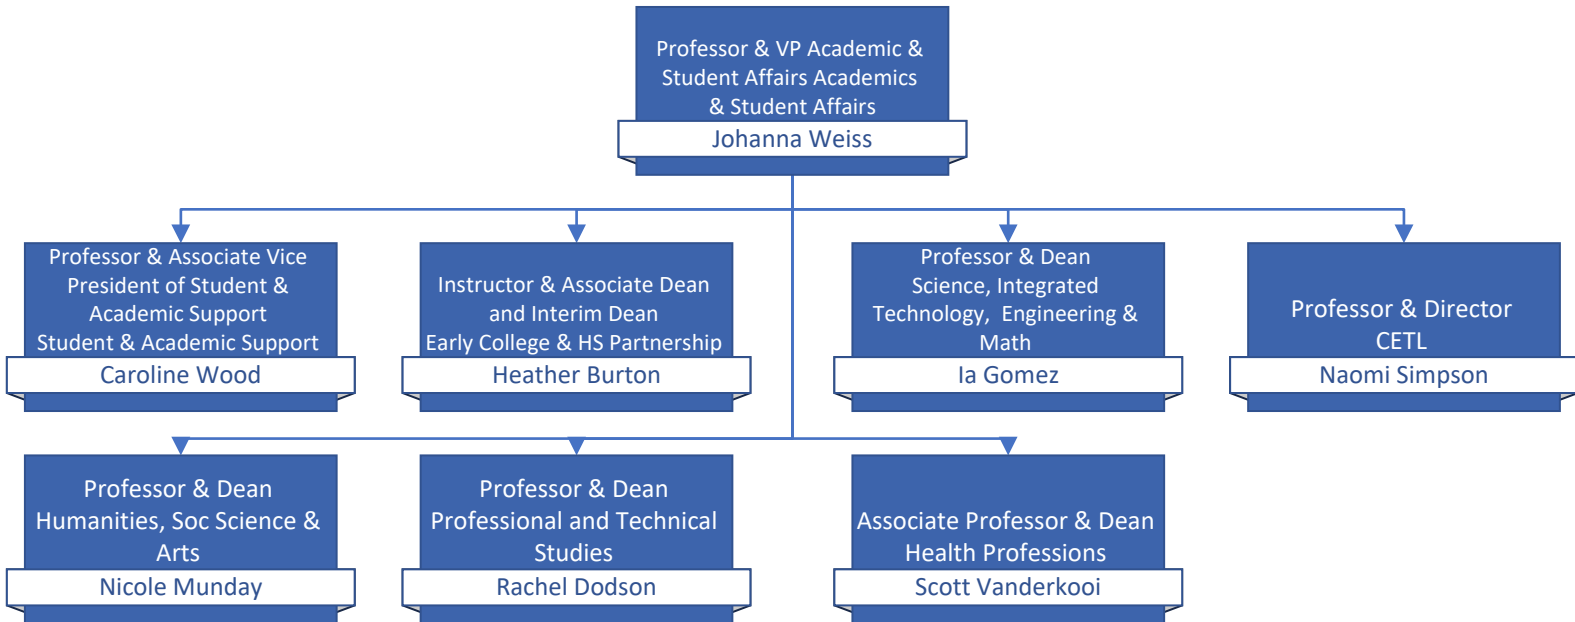 Professor & VP Academic &
Student Affairs Academics
& Student Affairs
Johanna Weiss
Professor & Associate Vice
President of Student &
Academic Support
Student & Academic Support
Caroline Wood
Instructor & Associate Dean
and Interim Dean
Early College & HS Partnership
Heather Burton
Professor & Dean
Science, Integrated
Technology, Engineering &
Math
Ia Gomez
Professor & Director
CETL
Naomi Simpson
Professor & Dean
Humanities, Soc Science &
Arts
Nicole Munday
Professor & Dean
Professional and Technical
Studies
Rachel Dodson
Associate Professor & Dean
Health Professions
Scott Vanderkooi